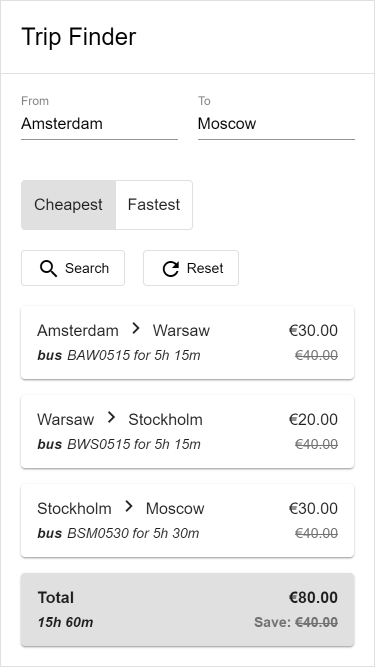 Trip Finder
From To
Amsterdam Moscow
Cheapest Fastest
Search Reset
Amsterdam > Warsaw €30.00
bus BAW0515 for 5h 15m €40.00
Warsaw > Stockholm €20.00
bus BWS0515 for 5h 15m €40.00
Stockholm > Moscow €30.00
bus BSM0530 for 5h 30m €40.00
Total €80.00
15h 60m Save: €40.00